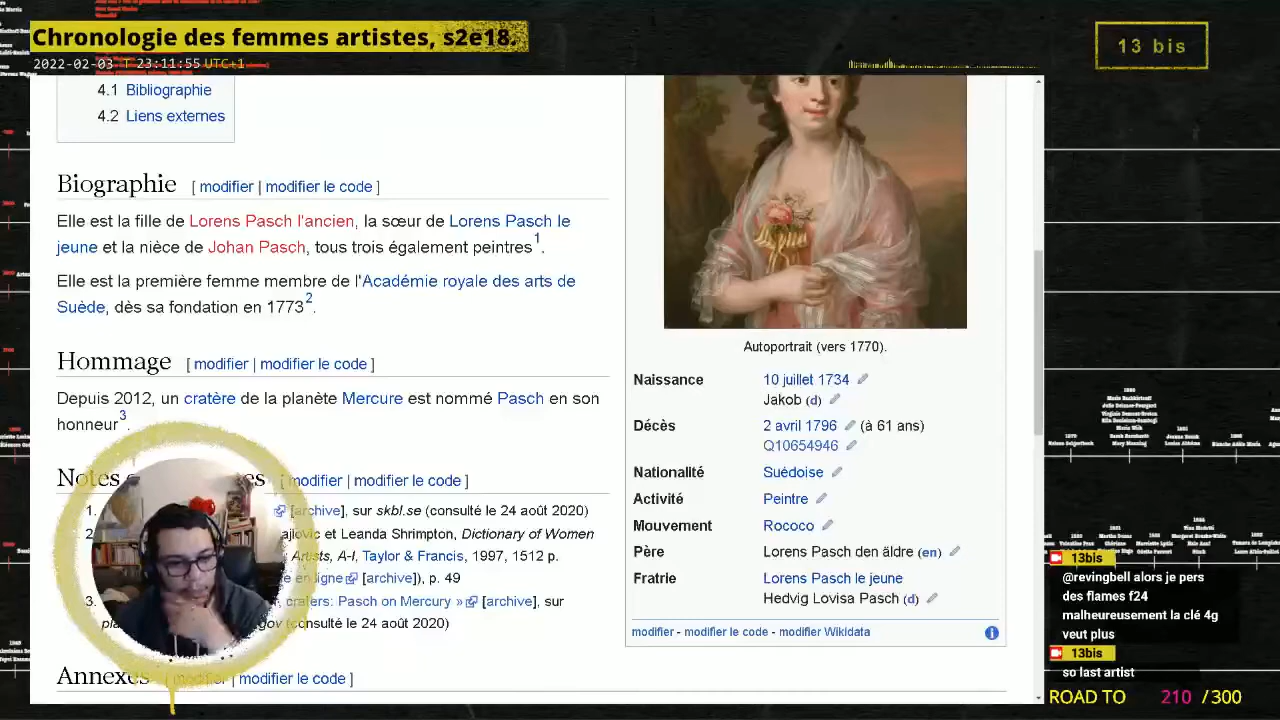 Chronologie des femmes artistes, s2e18,
2022-02-03 T 23:11:55 UTC+1
13 bis
4.1 Bibliographie
4.2 Liens externes
Biographie [ modifier | modifier le code ]
Elle est la fille de Lorens Pasch l'ancien, la sœur de Lorens Pasch le
jeune et la nièce de Johan Pasch, tous trois également peintres1.
Elle est la première femme membre de l'Académie royale des arts de
Suède, dès sa fondation en 17732.
Hommage [ modifier | modifier le code ]
Depuis 2012, un cratère de la planète Mercure est nommé Pasch en son
honneur3.
Notes [ modifier | modifier le code ]
1. [archive], sur skbl.se (consulté le 24 août 2020)
2. et Leanda Shrimpton, Dictionary of Women
Artists, A-I, Taylor & Francis, 1997, 1512 p.
en ligne [archive]), p. 49
3. craters: Pasch on Mercury » [archive], sur
(consulté le 24 août 2020)
Annexes [ modifier | modifier le code ]
Autoportrait (vers 1770).
Naissance 10 juillet 1734
Jakob (d)
Décès 2 avril 1796 (à 61 ans)
Q10654946
Nationalité Suédoise
Activité Peintre
Mouvement Rococo
Père Lorens Pasch den äldre (en)
Fratrie Lorens Pasch le jeune
Hedvig Lovisa Pasch (d)
modifier - modifier le code - modifier Wikidata
13bis
@revingbell alors je pers
des flames f24
malheureusement la clé 4g
veut plus
13bis
so last artist
ROAD TO 210 /300